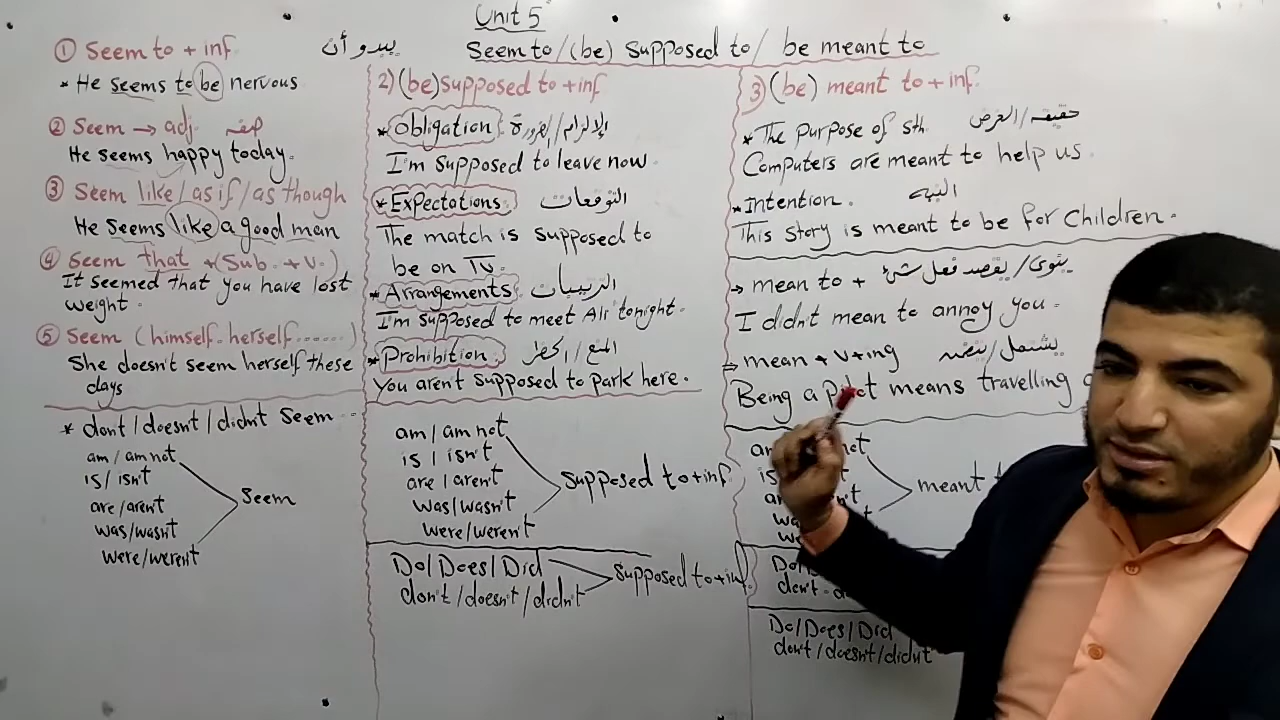 Unit 5
Seem to / (be) supposed to / be meant to
① Seem to + inf. يبدو أن
* He seems to be nervous
② Seem → adj. صفه
He seems happy today.
③ Seem like / as if / as though
He seems like a good man
④ Seem that + (Sub. + V.)
It seemed that you have lost
weight.
⑤ Seem (himself - herself ......)
She doesn't seem herself these
days
* don't / doesn't / didn't Seem
am / am not
is / isn't
are / aren't
was / wasn't
were / weren't
Seem
2) (be) supposed to + inf
* Obligation الإلزام / الضرورة
I'm supposed to leave now.
* Expectations. التوقعات
The match is supposed to
be on TV.
* Arrangements الترتيبات
I'm supposed to meet Ali tonight.
* Prohibition المنع / الحظر
You aren't supposed to park here.
am / am not
is / isn't
are / aren't
was / wasn't
were / weren't
supposed to + inf
Do / Does / Did
don't / doesn't / didn't
supposed to + inf.
3) (be) meant to + inf.
* The purpose of sth. حقيقه / الغرض
Computers are meant to help us.
* Intention. النيه
This story is meant to be for children.
→ mean to + ينوى / يقصد فعل شئ
I didn't mean to annoy you.
→ mean + v + ing يشتمل / يتضمن
Being a pilot means travelling
meant
Do / Does / Did
don't / doesn't / didn't